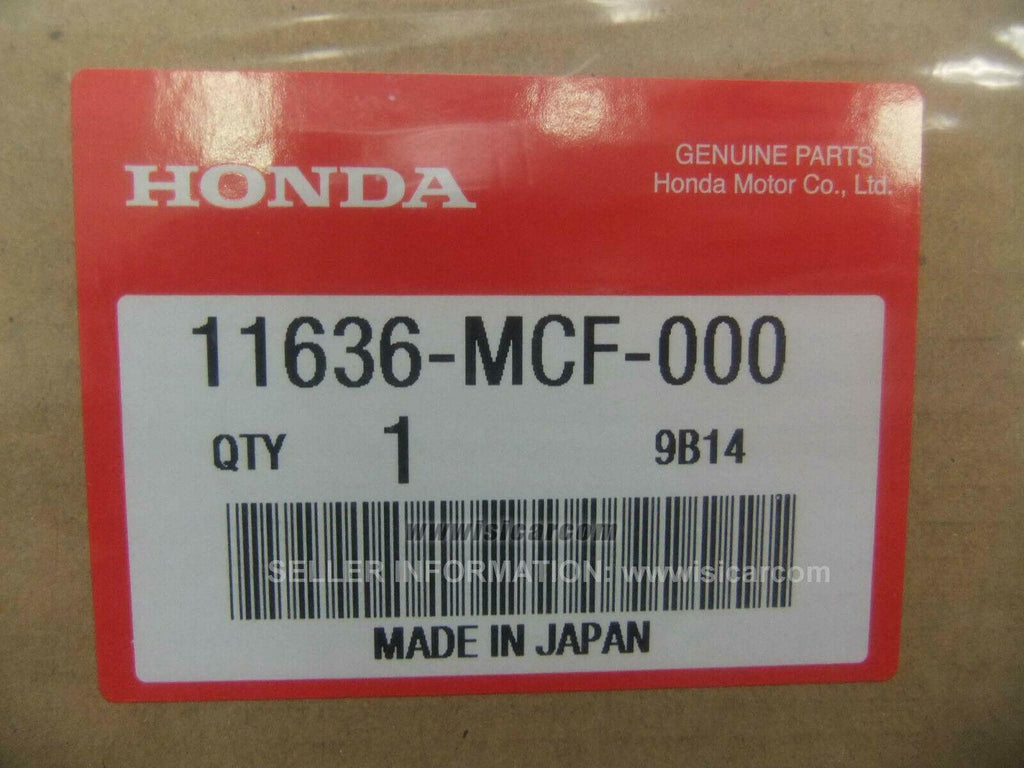 HONDA
GENUINE PARTS
Honda Motor Co., Ltd.
11636-MCF-000
QTY 1 9B14
www.isicar.com
SELLER INFORMATION: www.isicar.com
MADE IN JAPAN